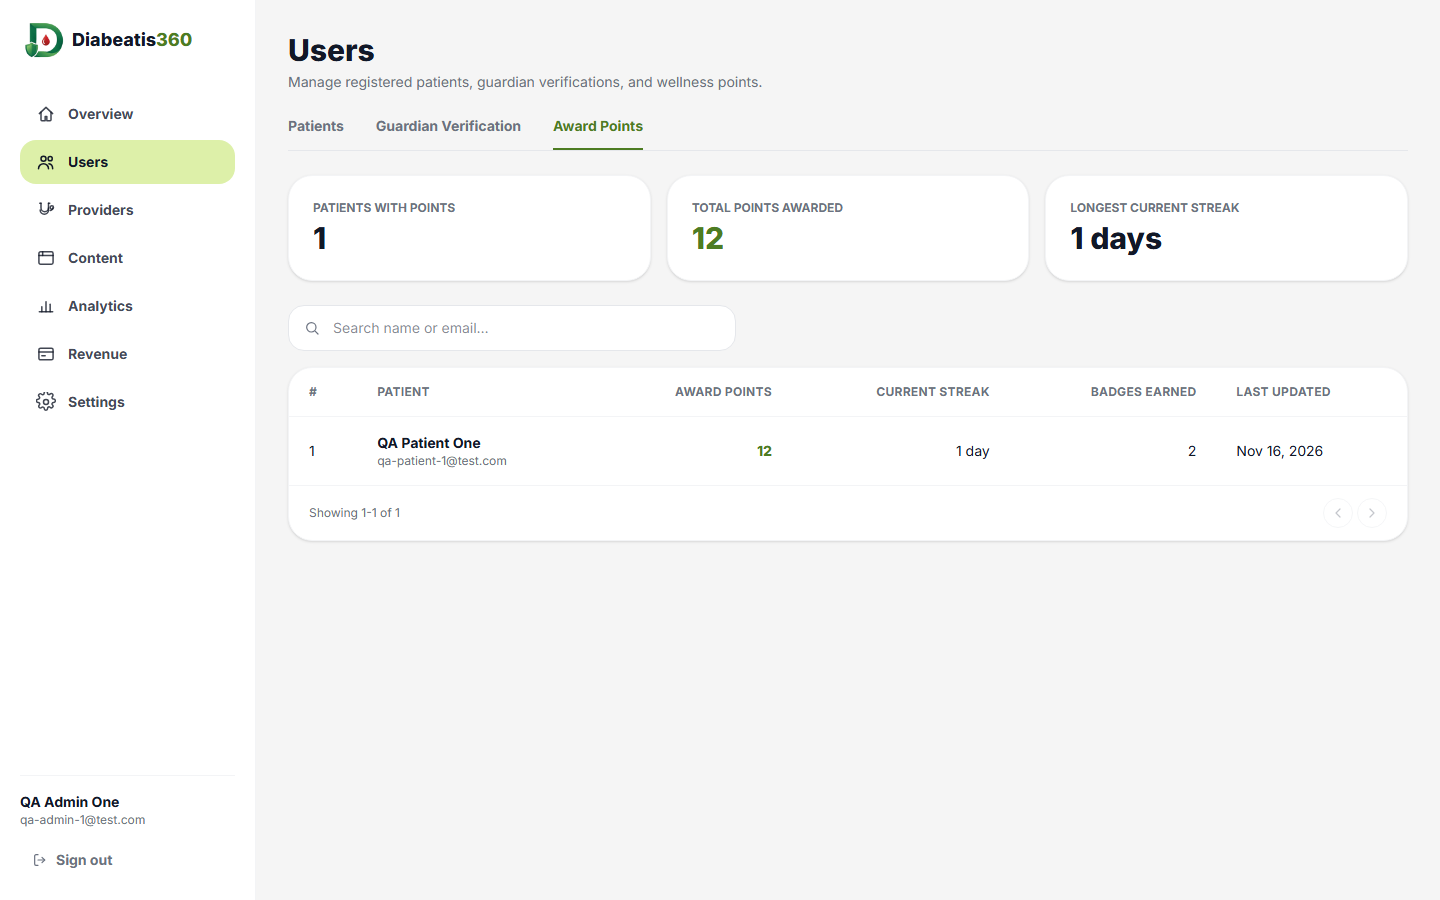 Diabeatis360
Overview
Users
Providers
Content
Analytics
Revenue
Settings
QA Admin One
qa-admin-1@test.com
Sign out
Users
Manage registered patients, guardian verifications, and wellness points.
Patients Guardian Verification Award Points
PATIENTS WITH POINTS
1
TOTAL POINTS AWARDED
12
LONGEST CURRENT STREAK
1 days
Search name or email...
# PATIENT AWARD POINTS CURRENT STREAK BADGES EARNED LAST UPDATED
1 QA Patient One 12 1 day 2 Nov 16, 2026
qa-patient-1@test.com
Showing 1-1 of 1